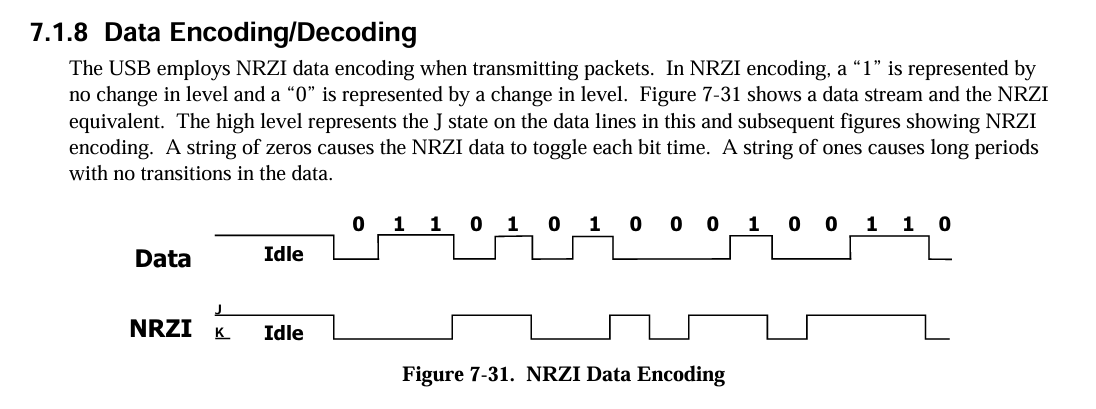 7.1.8 Data Encoding/Decoding
The USB employs NRZI data encoding when transmitting packets. In NRZI encoding, a “1” is represented by
no change in level and a “0” is represented by a change in level. Figure 7-31 shows a data stream and the NRZI
equivalent. The high level represents the J state on the data lines in this and subsequent figures showing NRZI
encoding. A string of zeros causes the NRZI data to toggle each bit time. A string of ones causes long periods
with no transitions in the data.
0 1 1 0 1 0 1 0 0 0 1 0 0 1 1 0
Data Idle
J
NRZI K Idle
Figure 7-31. NRZI Data Encoding